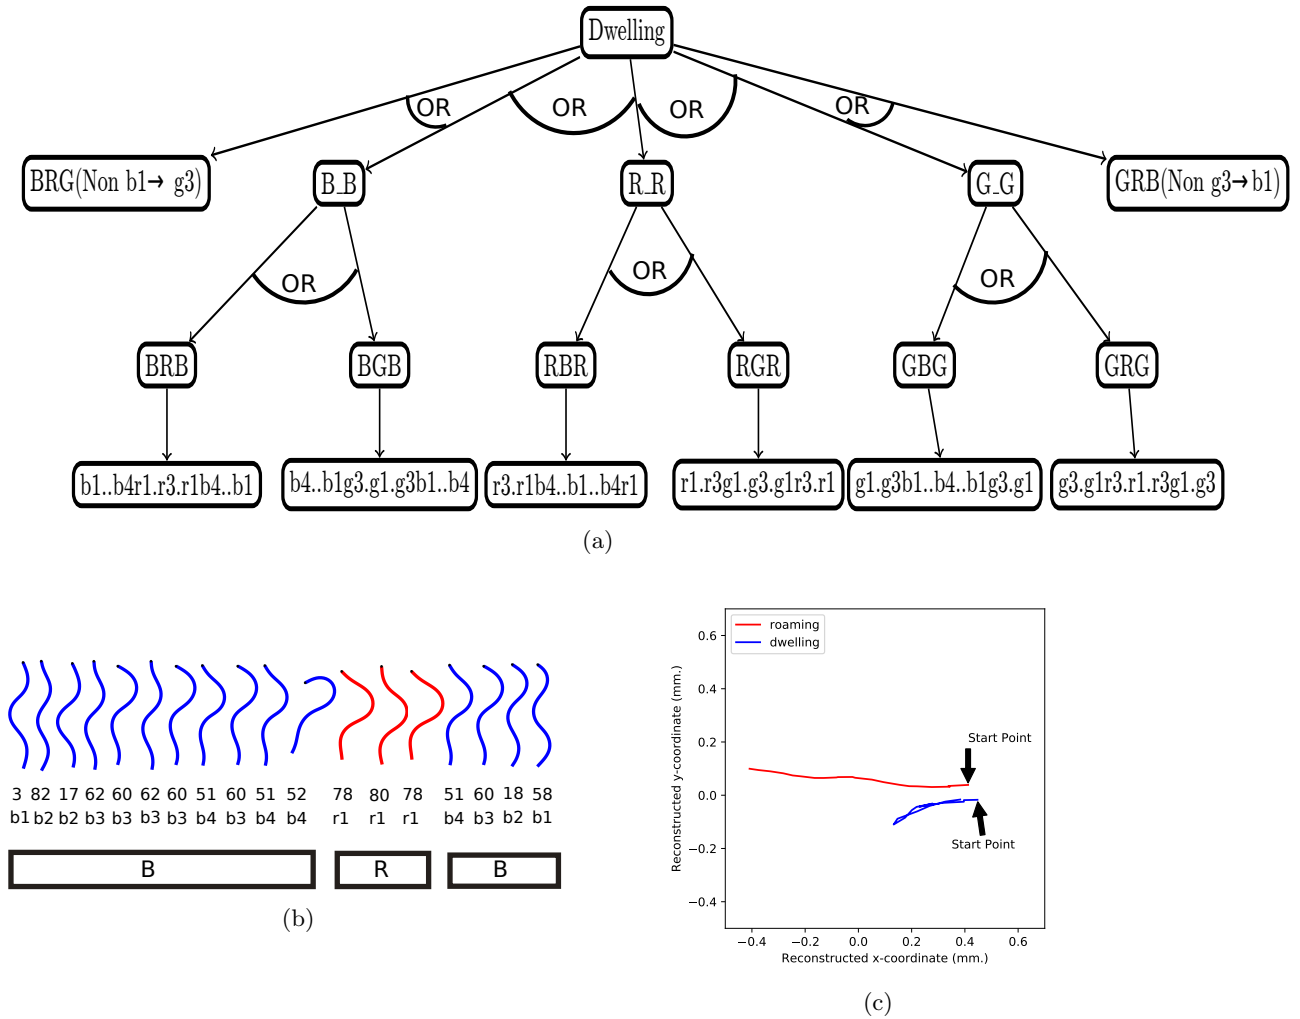 Dwelling
OR OR OR OR
BRG(Non b1→ g3) B_B R_R G_G GRB(Non g3→b1)
OR OR OR
BRB BGB RBR RGR GBG GRG
b1..b4r1.r3.r1b4..b1 b4..b1g3.g1.g3b1..b4 r3.r1b4..b1..b4r1 r1.r3g1.g3.g1r3.r1 g1.g3b1..b4..b1g3.g1 g3.g1r3.r1.r3g1.g3
(a)
3 82 17 62 60 62 60 51 60 51 52 78 80 78 51 60 18 58
b1 b2 b2 b3 b3 b3 b3 b4 b3 b4 b4 r1 r1 r1 b4 b3 b2 b1
B R B
(b)
roaming
dwelling
Start Point
Start Point
Reconstructed y-coordinate (mm.)
0.6
0.4
0.2
0.0
−0.2
−0.4
−0.4 −0.2 0.0 0.2 0.4 0.6
Reconstructed x-coordinate (mm.)
(c)